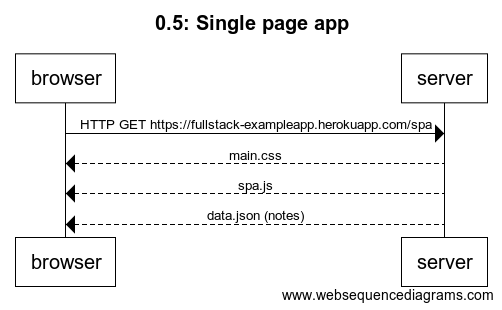 0.5: Single page app
browser server
HTTP GET https://fullstack-exampleapp.herokuapp.com/spa
main.css
spa.js
data.json (notes)
browser server
www.websequencediagrams.com